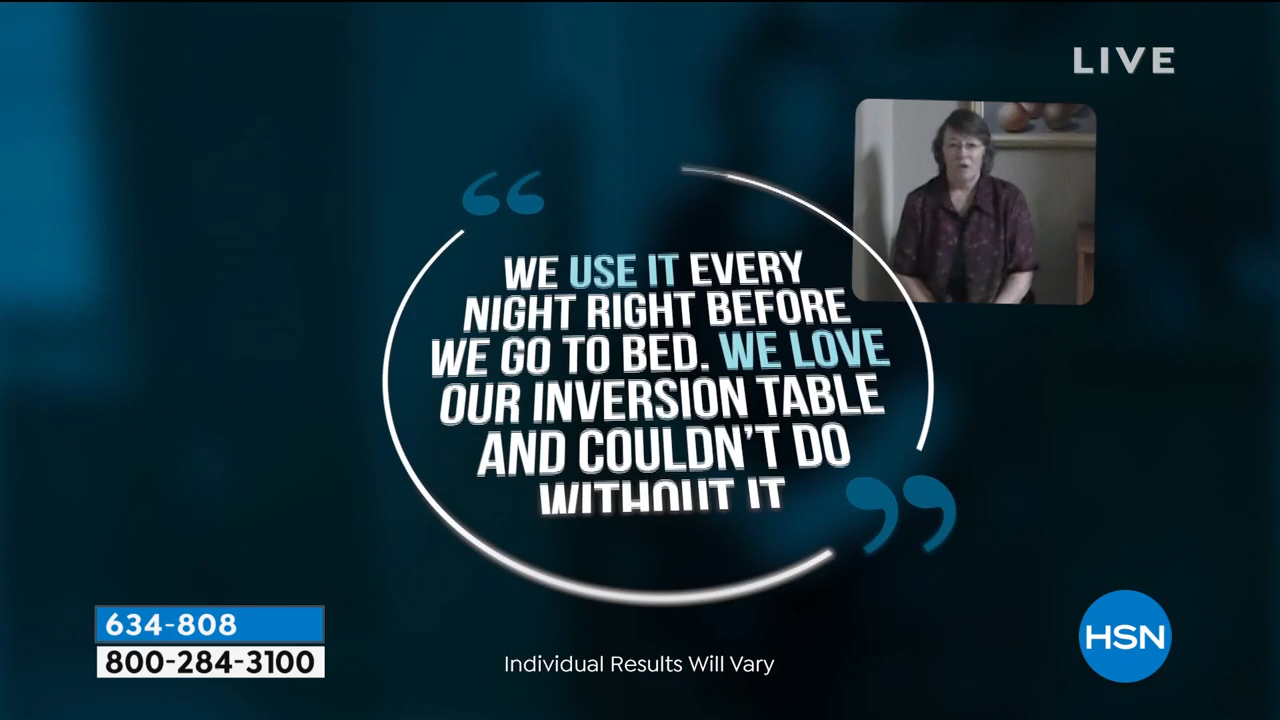 LIVE
“
WE USE IT EVERY
NIGHT RIGHT BEFORE
WE GO TO BED. WE LOVE
OUR INVERSION TABLE
AND COULDN’T DO
WITHOUT IT
”
634-808
800-284-3100
Individual Results Will Vary
HSN